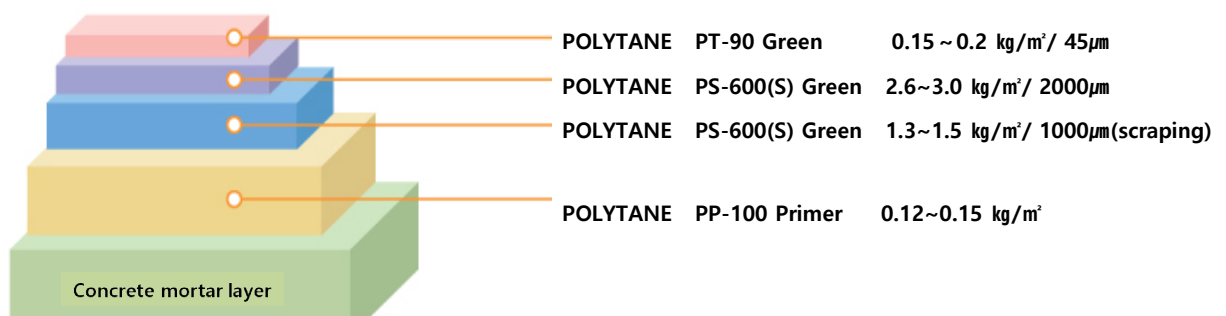 POLYTANE PT-90 Green 0.15 ~ 0.2 ㎏/㎡/ 45㎛
POLYTANE PS-600(S) Green 2.6~3.0 ㎏/㎡/ 2000㎛
POLYTANE PS-600(S) Green 1.3~1.5 ㎏/㎡/ 1000㎛(scraping)
POLYTANE PP-100 Primer 0.12~0.15 ㎏/㎡
Concrete mortar layer